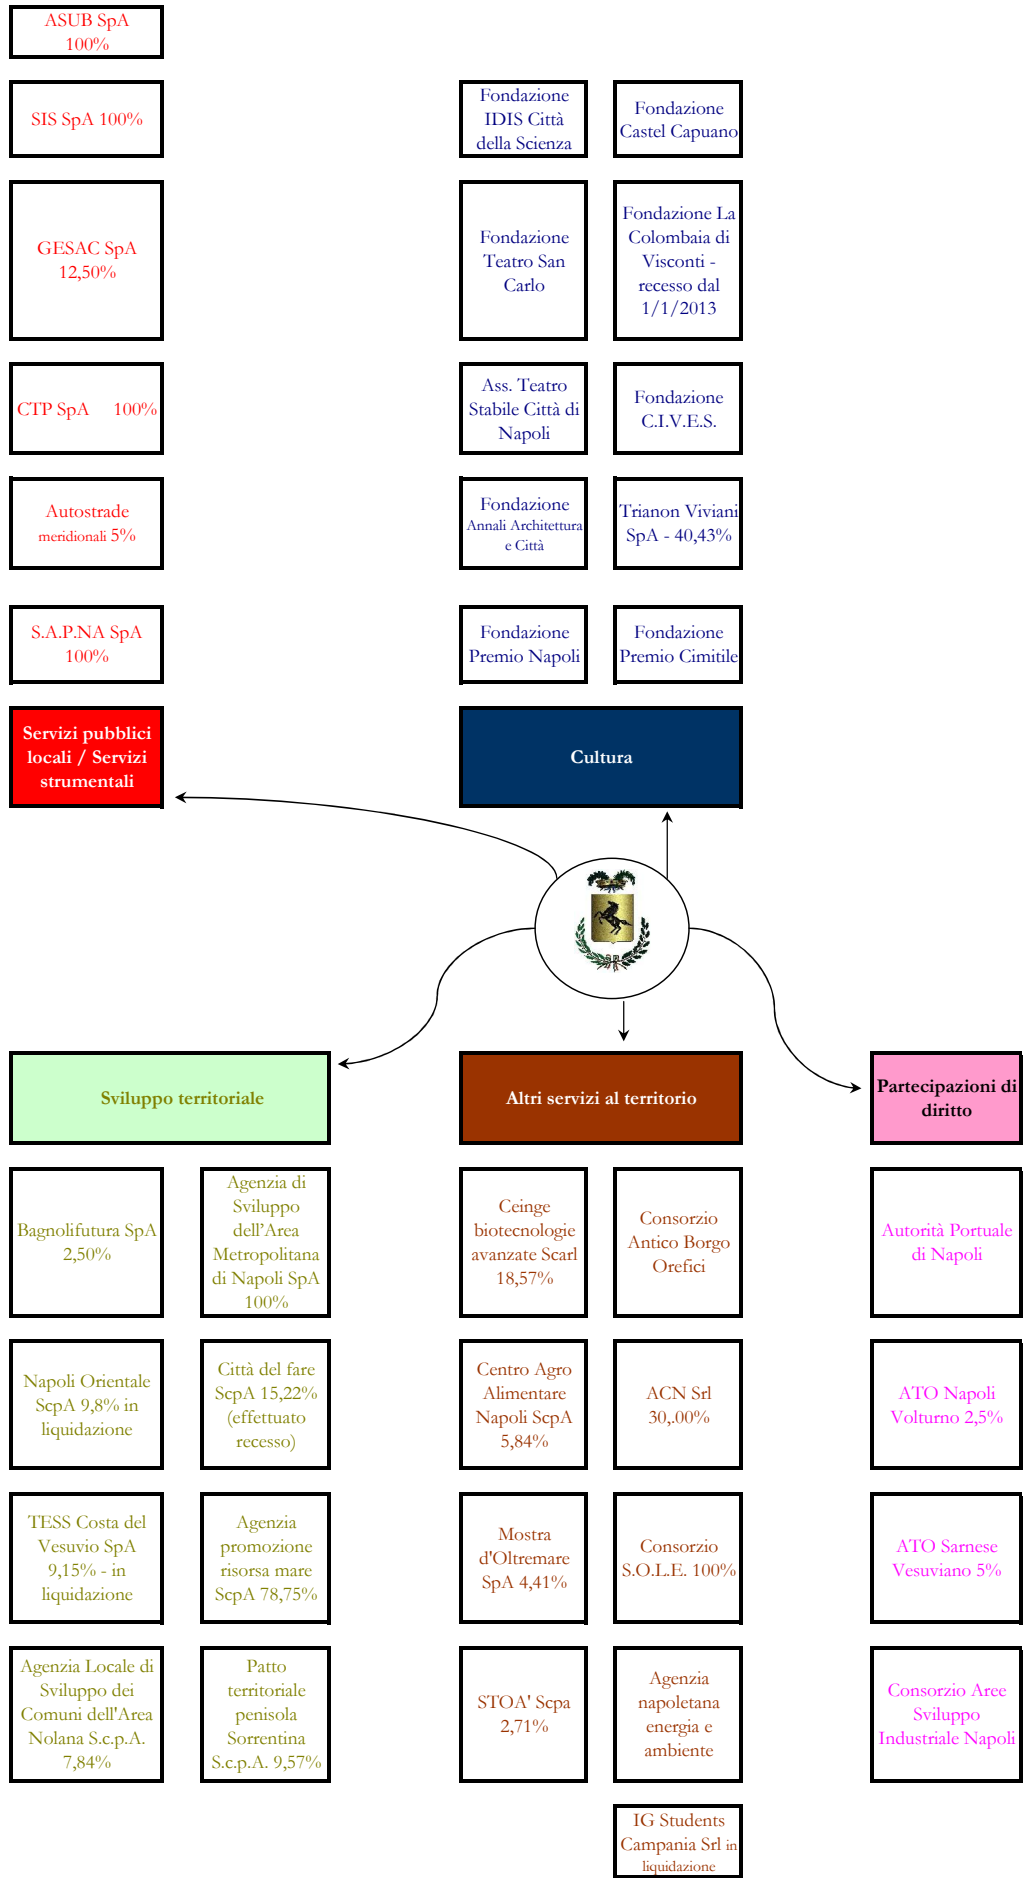 ASUB SpA
100%
SIS SpA 100%
GESAC SpA
12,50%
CTP SpA 100%
Autostrade
meridionali 5%
S.A.P.NA SpA
100%
Servizi pubblici
locali / Servizi
strumentali
Fondazione
IDIS Città
della Scienza
Fondazione
Castel Capuano
Fondazione
Teatro San
Carlo
Fondazione La
Colombaia di
Visconti -
recesso dal
1/1/2013
Ass. Teatro
Stabile Città di
Napoli
Fondazione
C.I.V.E.S.
Fondazione
Annali Architettura
e Città
Trianon Viviani
SpA - 40,43%
Fondazione
Premio Napoli
Fondazione
Premio Cimitile
Cultura
Sviluppo territoriale
Bagnolifutura SpA
2,50%
Agenzia di
Sviluppo
dell’Area
Metropolitana
di Napoli SpA
100%
Napoli Orientale
ScpA 9,8% in
liquidazione
Città del fare
ScpA 15,22%
(effettuato
recesso)
TESS Costa del
Vesuvio SpA
9,15% - in
liquidazione
Agenzia
promozione
risorsa mare
ScpA 78,75%
Agenzia Locale di
Sviluppo dei
Comuni dell'Area
Nolana S.c.p.A.
7,84%
Patto
territoriale
penisola
Sorrentina
S.c.p.A. 9,57%
Altri servizi al territorio
Ceinge
biotecnologie
avanzate Scarl
18,57%
Consorzio
Antico Borgo
Orefici
Centro Agro
Alimentare
Napoli ScpA
5,84%
ACN Srl
30,.00%
Mostra
d'Oltremare
SpA 4,41%
Consorzio
S.O.L.E. 100%
STOA' Scpa
2,71%
Agenzia
napoletana
energia e
ambiente
IG Students
Campania Srl in
liquidazione
Partecipazioni di
diritto
Autorità Portuale
di Napoli
ATO Napoli
Volturno 2,5%
ATO Sarnese
Vesuviano 5%
Consorzio Aree
Sviluppo
Industriale Napoli